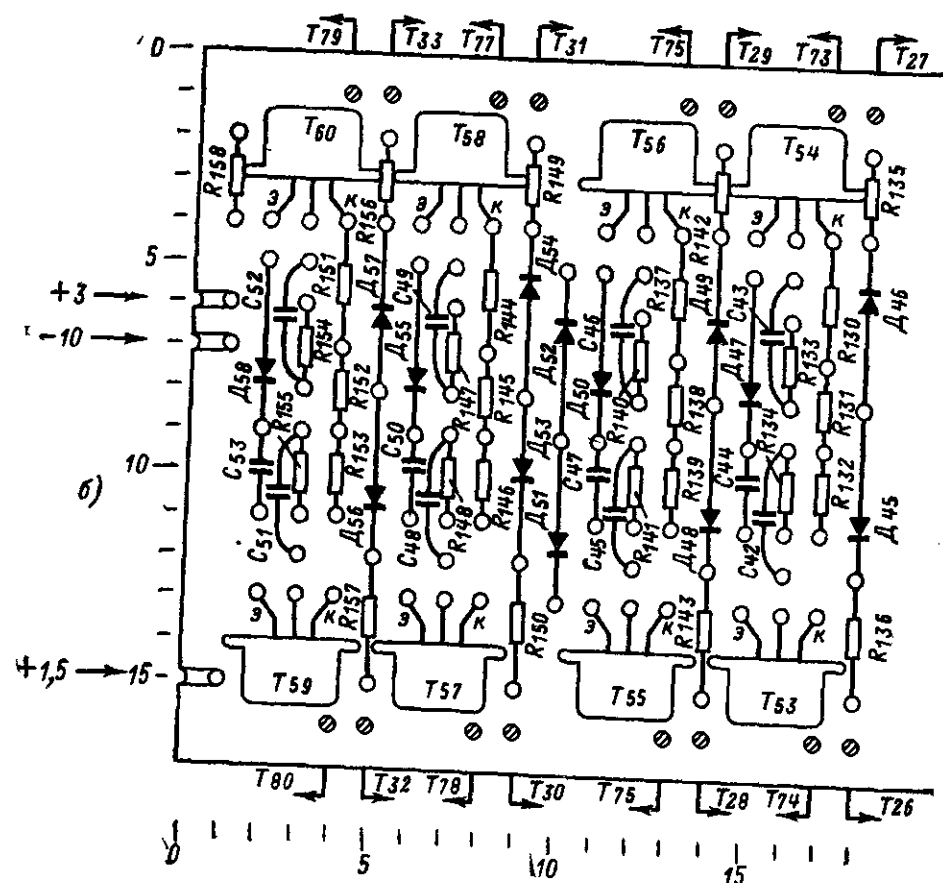 T79 T33 T77 T31 T75 T29 T73 T27
0
T60 T58 T56 T54
R158 R149 R135
э к R156 э к э к R142 э к
5
C52 R151 Д57 C49 Д54 C46 R137 Д49 C43 Д46
+3
-10
R154 Д55 R144 Д52 Д47 R133 R130
Д58 R155 R152 R147 R145 Д50 R140 R138 R134 R131
10
C53 R153 C50 R146 Д53 C47 R139 C44 R132
б)
C51 Д56 C48 R148 Д51 C45 R141 Д48 C42 Д45
э к R157 э к R150 э к R143 э к R136
+1,5
15
T59 T57 T55 T53
T80 T32 T78 T30 T75 T28 T74 T26
0 5 10 15